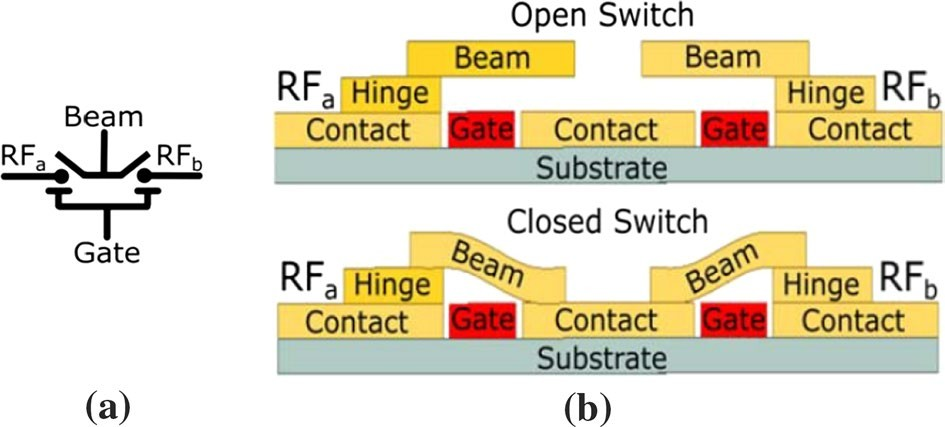 Open Switch
Beam Beam
RFa Hinge Hinge RFb
Contact Gate Contact Gate Contact
Substrate
Beam
RFa RFb
Gate
Closed Switch
Beam Beam
RFa Hinge Hinge RFb
Contact Gate Contact Gate Contact
Substrate
(a) (b)